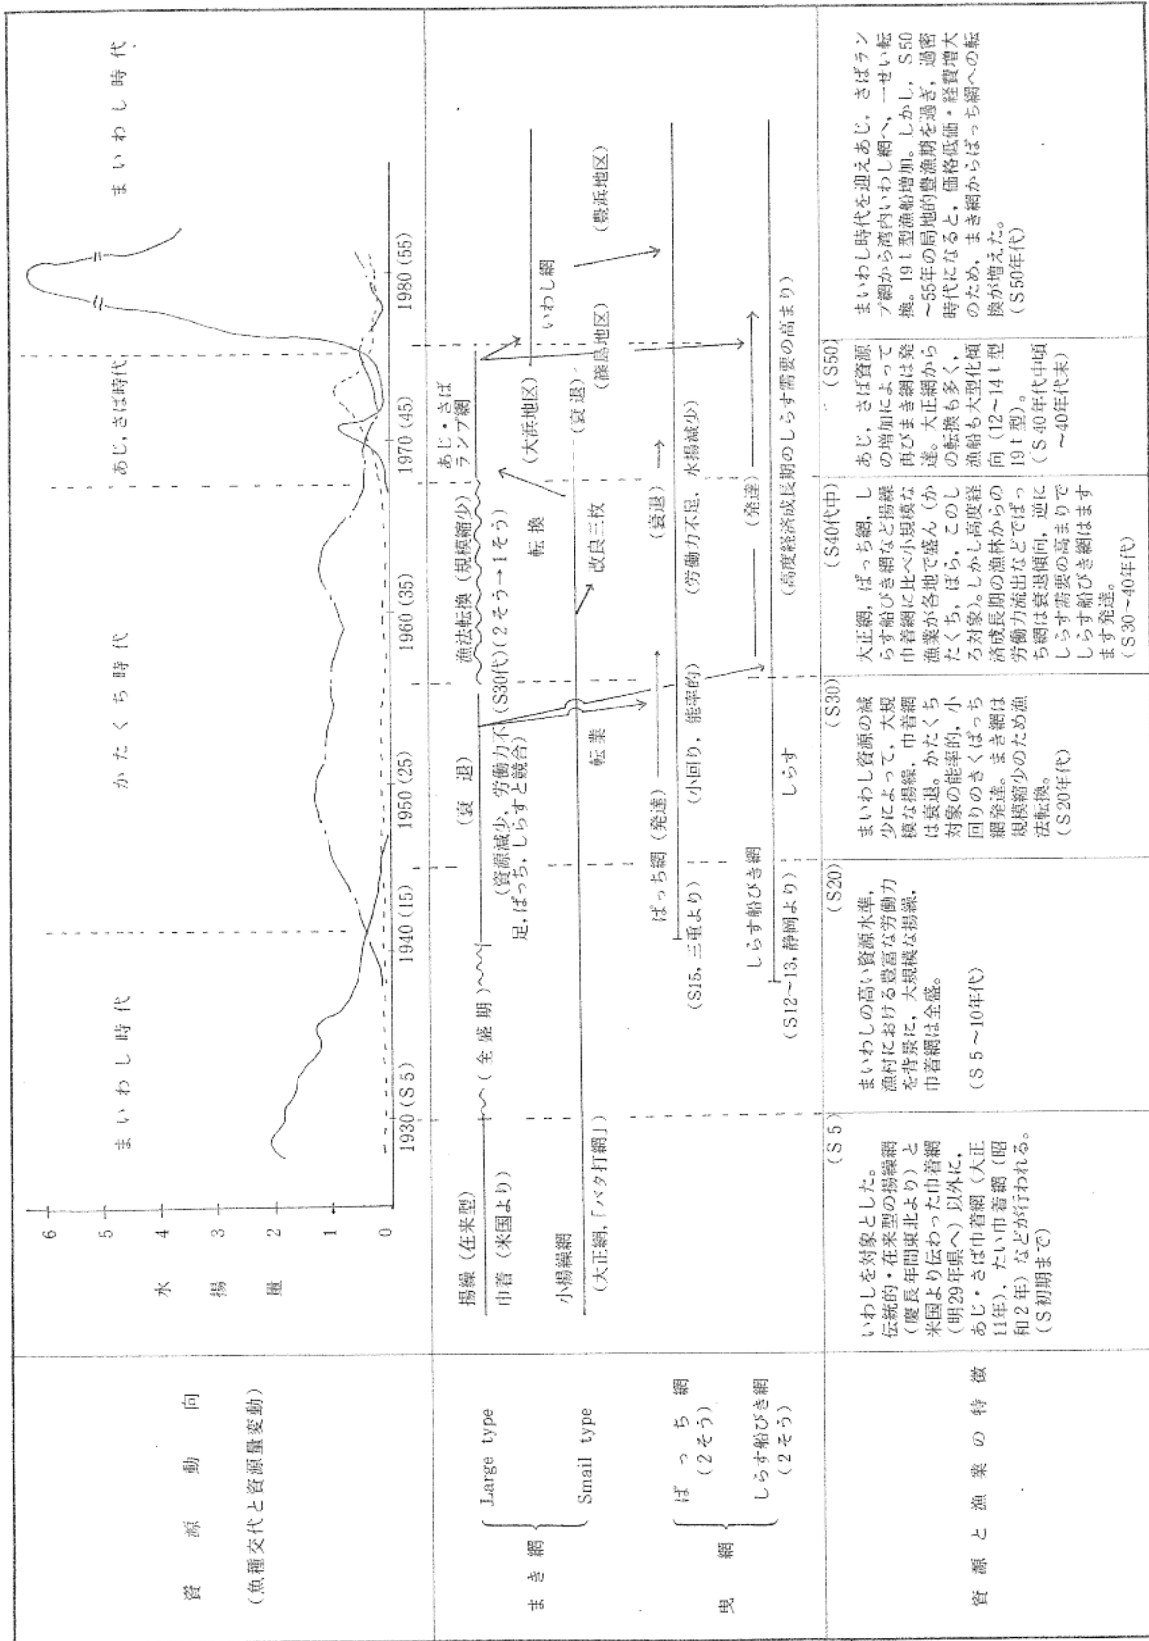 資源動向
（魚種交代と資源量変動）
水揚量
6
5
4
3
2
1
0
まいわし時代
かたくち時代
あじ，さば時代
まいわし時代
1930（S5）
1940（15）
1950（25）
1960（35）
1970（45）
1980（55）
まき網
Large type
Small type
揚繰（在来型）
巾着（米国より）
（全盛期）
（衰退）
（資源減少，労働力不
足，ばっち，しらすと競合）
漁法転換（規模縮少）
（S30代）（2そう→1そう）
あじ・さば
ランプ網
（大浜地区）
いわし網
小揚繰網
（大正網，「バタ打網」）
転業
転換
改良二枚
（衰退）
（篠島地区）
（豊浜地区）
曳網
ばっち網
（2そう）
しらす船びき網
（2そう）
ばっち網（発達）
（S15，三重より）
（小回り，能率的）
（衰退）
（労働力不足，水揚減少）
しらす船びき網
（S12～13，静岡より）
しらす
（発達）
（高度経済成長期のしらす需要の高まり）
資源と漁業の特徴
（S5）
（S20）
（S30）
（S40代中）
（S50）
いわしを対象とした。
伝統的・在来型の揚繰網
（慶長年間東北より）と
米国より伝わった巾着網
（明29年県へ）以外に，
あじ・さば巾着網（大正
11年），たい巾着網（昭
和2年）などが行われる。
（S初期まで）
まいわしの高い資源水準，
漁村における豊富な労働力
を背景に，大規模な揚繰，
巾着網は全盛。
（S5～10年代）
まいわし資源の減
少によって，大規
模な揚繰，巾着網
は衰退。かたくち
対象の能率的，小
回りのきくばっち
網発達。まき網は
規模縮少のため漁
法転換。
（S20年代）
大正網，ばっち網，し
らす船びき網など揚繰
巾着網に比べ小規模な
漁業が各地で盛ん（か
たくち，ぼら，このし
ろ対象）。しかし高度経
済成長期の漁林からの
労働力流出などでばっ
ち網は衰退傾向，逆に
しらす需要の高まりで
しらす船びき網はます
ます発達。
（S30～40年代）
あじ，さば資源
の増加によって
再びまき網は発
達。大正網から
の転換も多く，
漁船も大型化傾
向（12～14t型
19t型）。
（S40年代中頃
～40年代末）
まいわし時代を迎えあじ，さばラン
プ網から湾内いわし網へ，一せい転
換。19t型漁船増加。しかし，S50
～55年の局地的豊漁期を過ぎ，過密
時代になると，価格低価・経費増大
のため，まき網からばっち網への転
換が増えた。
（S50年代）